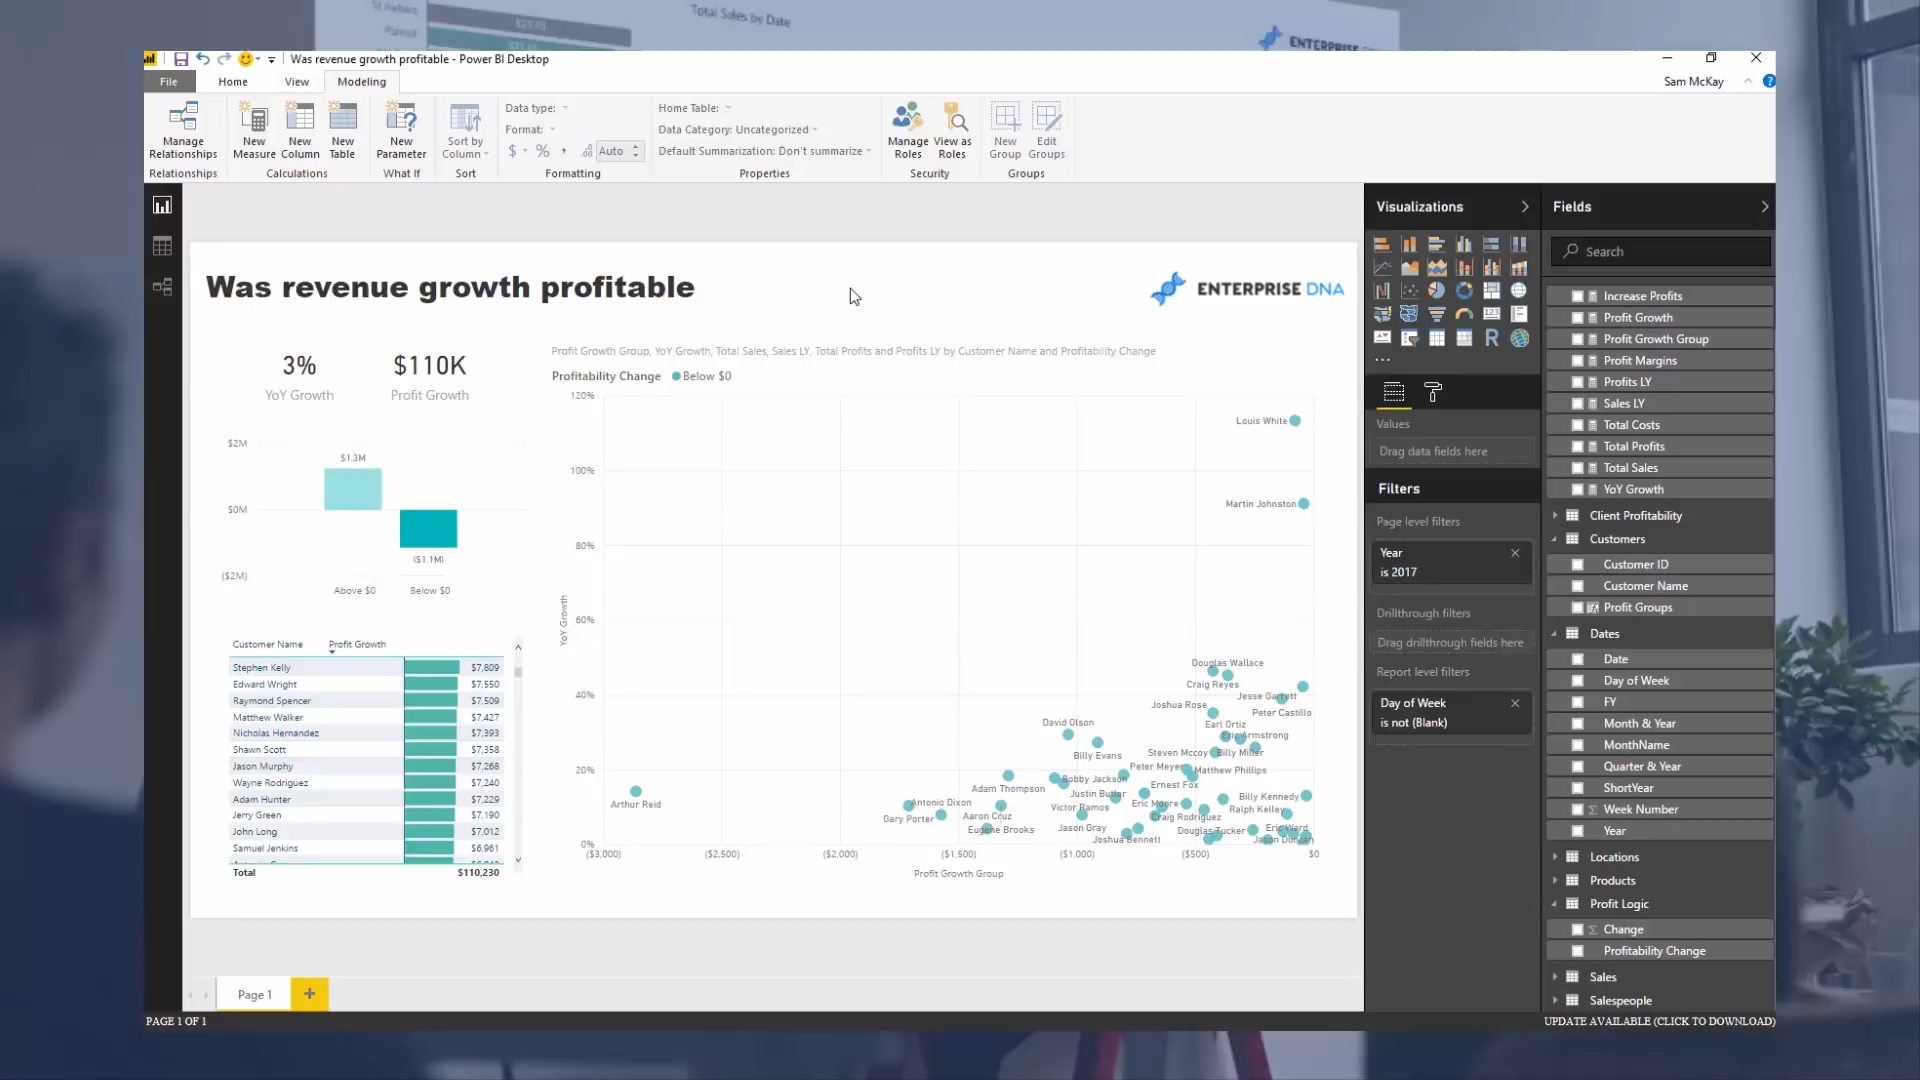 Total Sales by Date
Was revenue growth profitable - Power BI Desktop
File
Home
View
Modeling
Sam McKay
Manage Relationships
Relationships
New Measure
New Column
New Table
Calculations
New Parameter
What If
Sort by Column
Sort
Data type:
Format:
$ % , .00 Auto
Formatting
Home Table:
Data Category: Uncategorized
Default Summarization: Don't summarize
Properties
Manage Roles
View as Roles
Security
New Group
Edit Groups
Groups
Was revenue growth profitable
ENTERPRISE DNA
3%
YoY Growth
$110K
Profit Growth
$2M
$0M
($2M)
$1.3M
($1.1M)
Above $0
Below $0
Customer Name Profit Growth
Stephen Kelly $7,809
Edward Wright $7,550
Raymond Spencer $7,509
Matthew Walker $7,427
Nicholas Hernandez $7,393
Shawn Scott $7,358
Jason Murphy $7,268
Wayne Rodriguez $7,240
Adam Hunter $7,229
Jerry Green $7,190
John Long $7,012
Samuel Jenkins $6,961
Total $110,230
Profit Growth Group, YoY Growth, Total Sales, Sales LY, Total Profits and Profits LY by Customer Name and Profitability Change
Profitability Change Below $0
120%
100%
80%
60%
40%
20%
0%
YoY Growth
Louis White
Martin Johnston
Douglas Wallace
Craig Reyes
Jesse Garrett
Joshua Rose
Peter Castillo
David Olson
Earl Ortiz
Eric Armstrong
Billy Evans
Steven Mccoy
Billy Miller
Peter Meyer
Matthew Phillips
Bobby Jackson
Adam Thompson
Ernest Fox
Justin Butler
Arthur Reid
Antonio Dixon
Victor Ramos
Eric Moore
Billy Kennedy
Ralph Kelley
Gary Porter
Aaron Cruz
Craig Rodriguez
Eugene Brooks
Jason Gray
Douglas Tucker
Eric Ward
Joshua Bennett
Jason Duncan
($3,000) ($2,500) ($2,000) ($1,500) ($1,000) ($500) $0
Profit Growth Group
Page 1
PAGE 1 OF 1
Visualizations
Values
Drag data fields here
Filters
Page level filters
Year
is 2017
Drillthrough filters
Drag drillthrough fields here
Report level filters
Day of Week
is not (Blank)
Fields
Search
Increase Profits
Profit Growth
Profit Growth Group
Profit Margins
Profits LY
Sales LY
Total Costs
Total Profits
Total Sales
YoY Growth
Client Profitability
Customers
Customer ID
Customer Name
Profit Groups
Dates
Date
Day of Week
FY
Month & Year
MonthName
Quarter & Year
ShortYear
Week Number
Year
Locations
Products
Profit Logic
Change
Profitability Change
Sales
Salespeople
UPDATE AVAILABLE (CLICK TO DOWNLOAD)